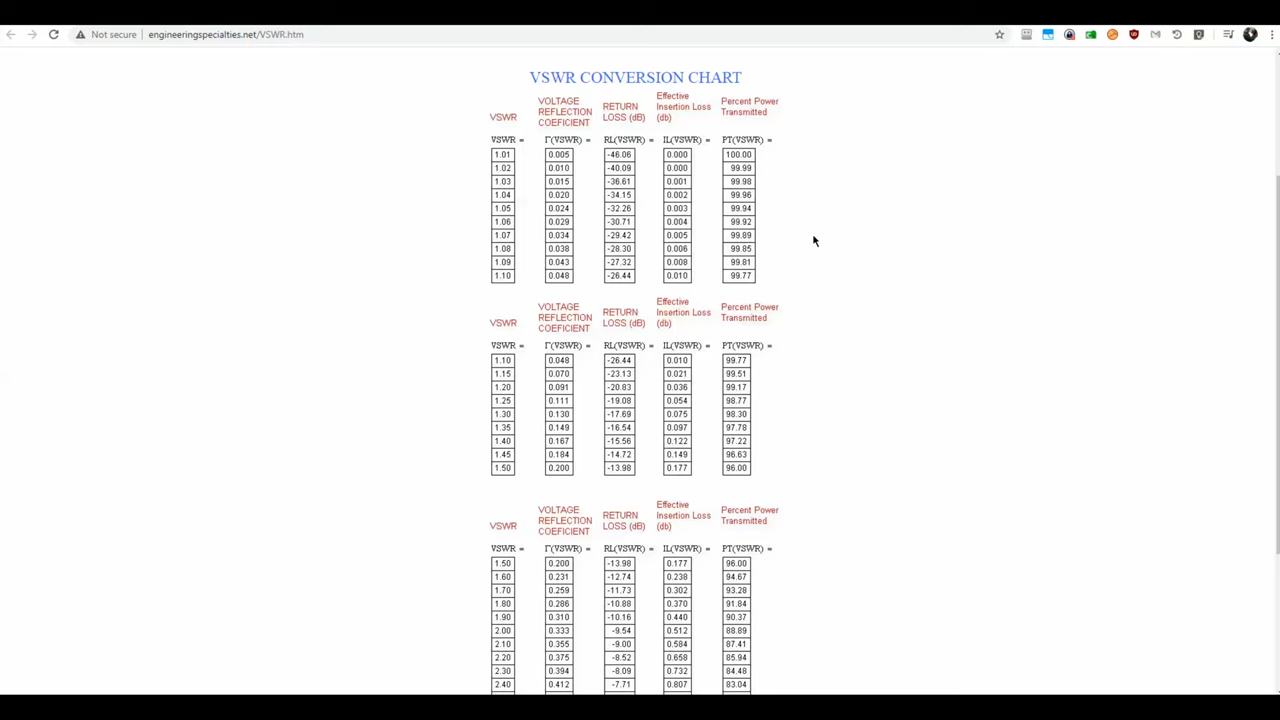 Not secure engineeringspecialties.net/VSWR.htm
VSWR CONVERSION CHART
VSWR VOLTAGE REFLECTION COEFICIENT RETURN LOSS (dB) Effective Insertion Loss (db) Percent Power Transmitted
VSWR = Γ(VSWR) = RL(VSWR) = IL(VSWR) = PT(VSWR) =
1.01 0.005 -46.06 0.000 100.00
1.02 0.010 -40.09 0.000 99.99
1.03 0.015 -36.61 0.001 99.98
1.04 0.020 -34.15 0.002 99.96
1.05 0.024 -32.26 0.003 99.94
1.06 0.029 -30.71 0.004 99.92
1.07 0.034 -29.42 0.005 99.89
1.08 0.038 -28.30 0.006 99.85
1.09 0.043 -27.32 0.008 99.81
1.10 0.048 -26.44 0.010 99.77
VSWR VOLTAGE REFLECTION COEFICIENT RETURN LOSS (dB) Effective Insertion Loss (db) Percent Power Transmitted
VSWR = Γ(VSWR) = RL(VSWR) = IL(VSWR) = PT(VSWR) =
1.10 0.048 -26.44 0.010 99.77
1.15 0.070 -23.13 0.021 99.51
1.20 0.091 -20.83 0.036 99.17
1.25 0.111 -19.08 0.054 98.77
1.30 0.130 -17.69 0.075 98.30
1.35 0.149 -16.54 0.097 97.78
1.40 0.167 -15.56 0.122 97.22
1.45 0.184 -14.72 0.149 96.63
1.50 0.200 -13.98 0.177 96.00
VSWR VOLTAGE REFLECTION COEFICIENT RETURN LOSS (dB) Effective Insertion Loss (db) Percent Power Transmitted
VSWR = Γ(VSWR) = RL(VSWR) = IL(VSWR) = PT(VSWR) =
1.50 0.200 -13.98 0.177 96.00
1.60 0.231 -12.74 0.238 94.67
1.70 0.259 -11.73 0.302 93.28
1.80 0.286 -10.88 0.370 91.84
1.90 0.310 -10.16 0.440 90.37
2.00 0.333 -9.54 0.512 88.89
2.10 0.355 -9.00 0.584 87.41
2.20 0.375 -8.52 0.658 85.94
2.30 0.394 -8.09 0.732 84.48
2.40 0.412 -7.71 0.807 83.04